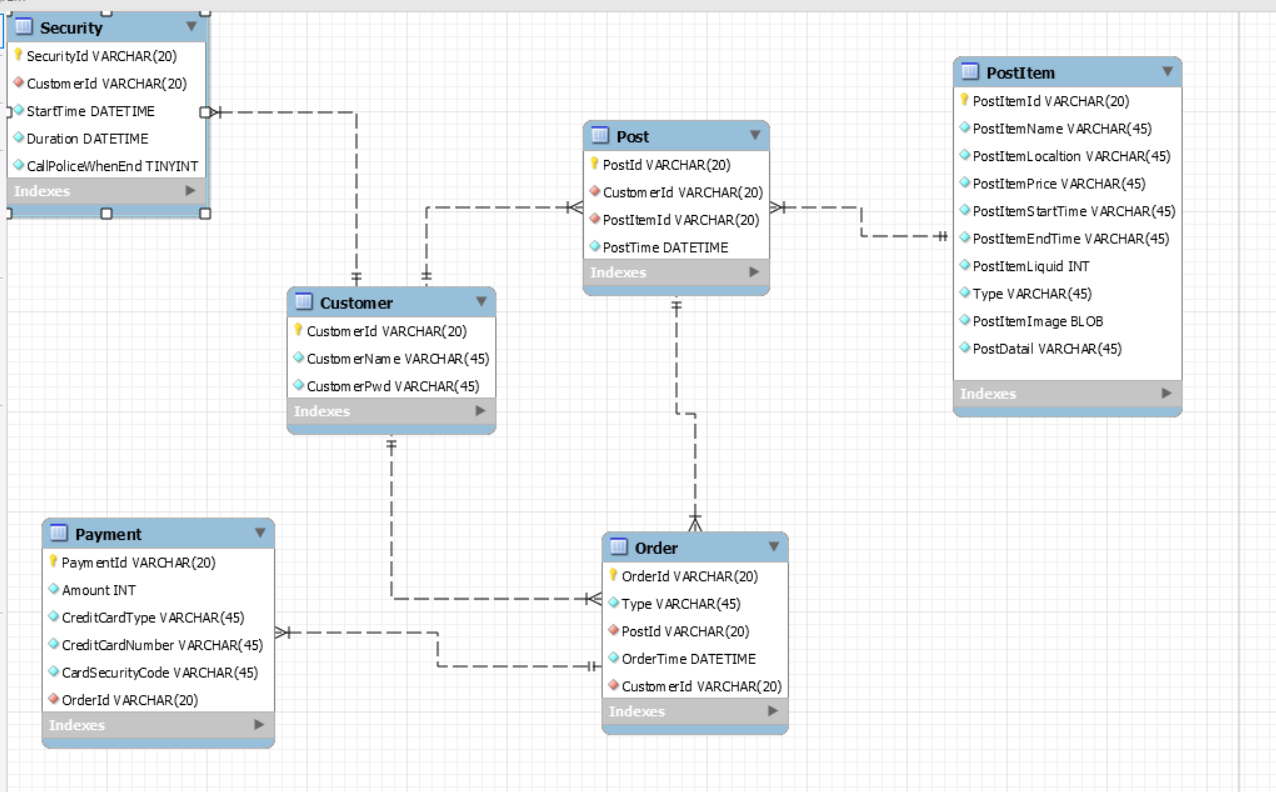 Security
SecurityId VARCHAR(20)
CustomerId VARCHAR(20)
StartTime DATETIME
Duration DATETIME
CallPoliceWhenEnd TINYINT
Indexes
Customer
CustomerId VARCHAR(20)
CustomerName VARCHAR(45)
CustomerPwd VARCHAR(45)
Indexes
Post
PostId VARCHAR(20)
CustomerId VARCHAR(20)
PostItemId VARCHAR(20)
PostTime DATETIME
Indexes
PostItem
PostItemId VARCHAR(20)
PostItemName VARCHAR(45)
PostItemLocaltion VARCHAR(45)
PostItemPrice VARCHAR(45)
PostItemStartTime VARCHAR(45)
PostItemEndTime VARCHAR(45)
PostItemLiquid INT
Type VARCHAR(45)
PostItemImage BLOB
PostDatail VARCHAR(45)
Indexes
Payment
PaymentId VARCHAR(20)
Amount INT
CreditCardType VARCHAR(45)
CreditCardNumber VARCHAR(45)
CardSecurityCode VARCHAR(45)
OrderId VARCHAR(20)
Indexes
Order
OrderId VARCHAR(20)
Type VARCHAR(45)
PostId VARCHAR(20)
OrderTime DATETIME
CustomerId VARCHAR(20)
Indexes